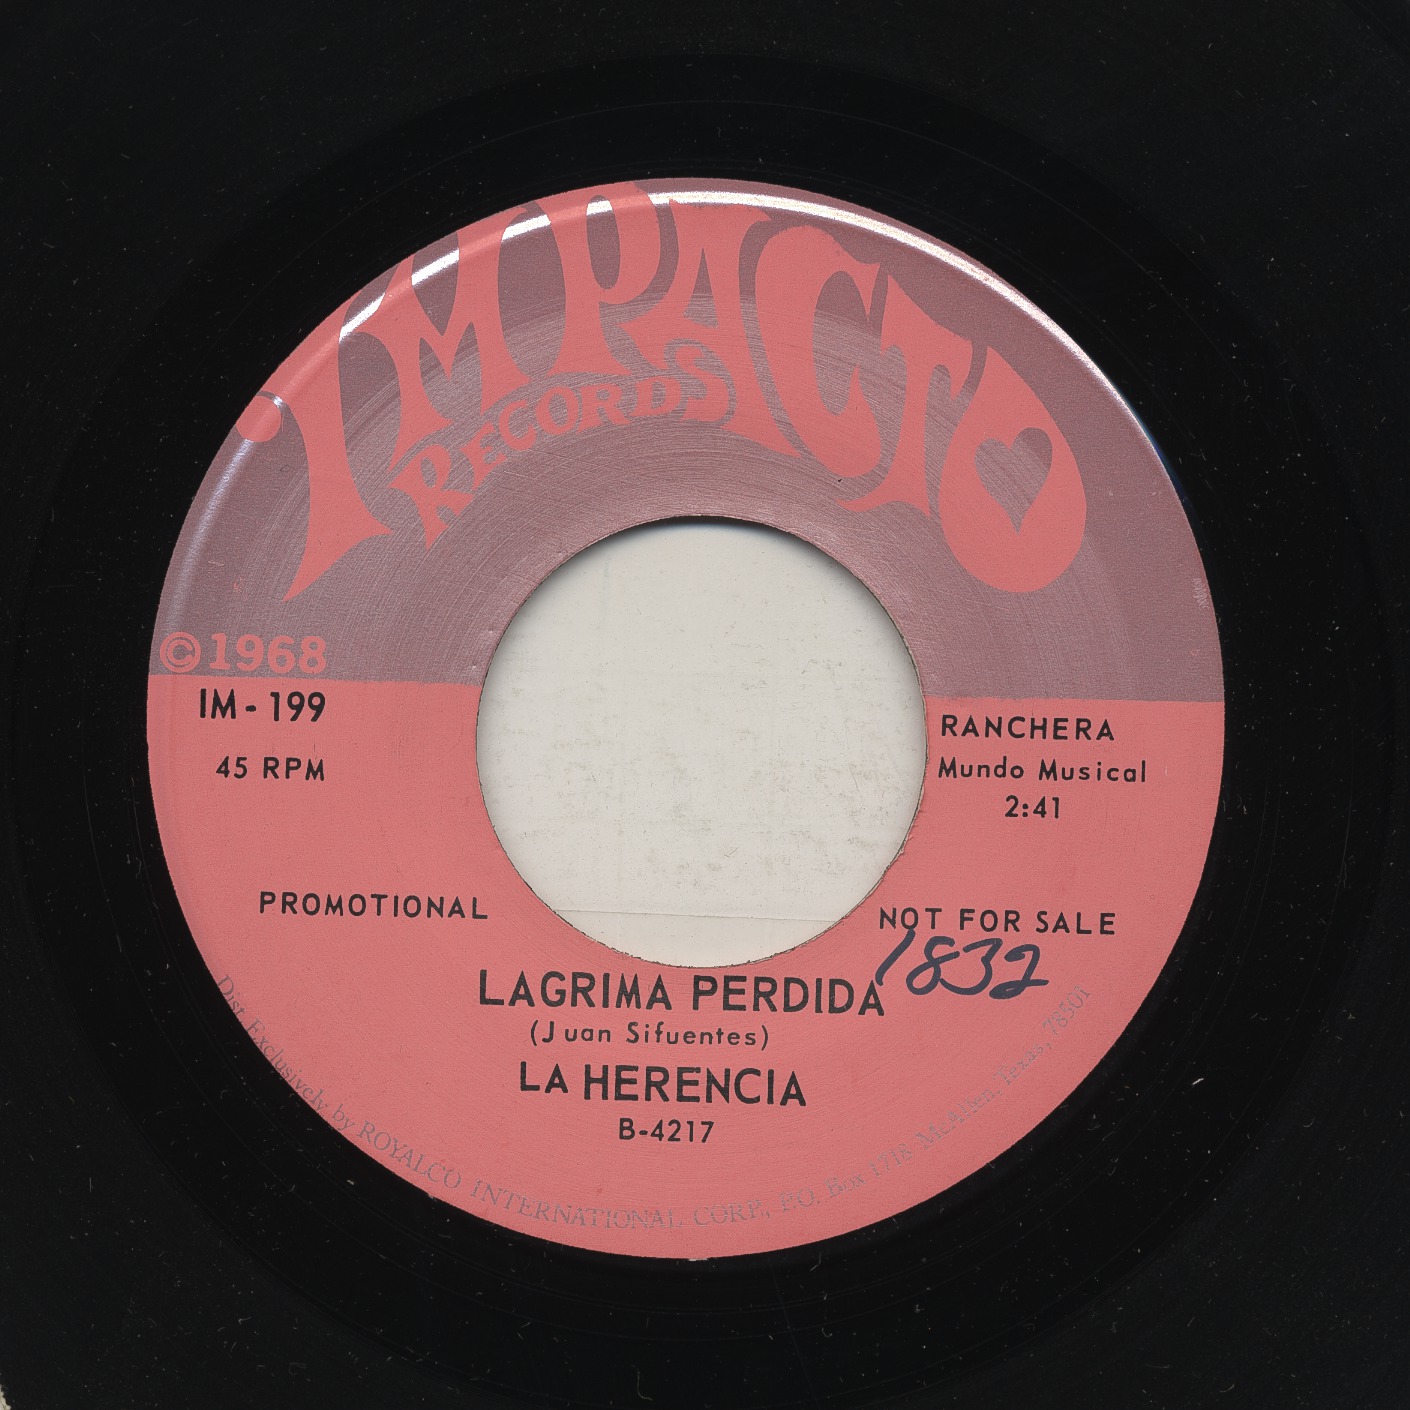 IMPACTO
RECORDS
©1968
IM-199
45 RPM
RANCHERA
Mundo Musical
2:41
PROMOTIONAL
NOT FOR SALE
1832
LAGRIMA PERDIDA
(Juan Sifuentes)
LA HERENCIA
B-4217
Dist. Exclusively by ROYALCO INTERNATIONAL CORP., P.O. Box 1718 McAllen, Texas, 78501